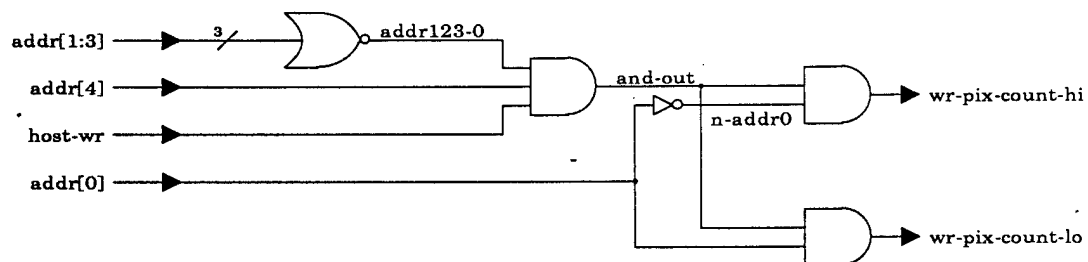 addr[1:3]
3
addr123-0
addr[4]
and-out
wr-pix-count-hi
n-addr0
host-wr
addr[0]
wr-pix-count-lo